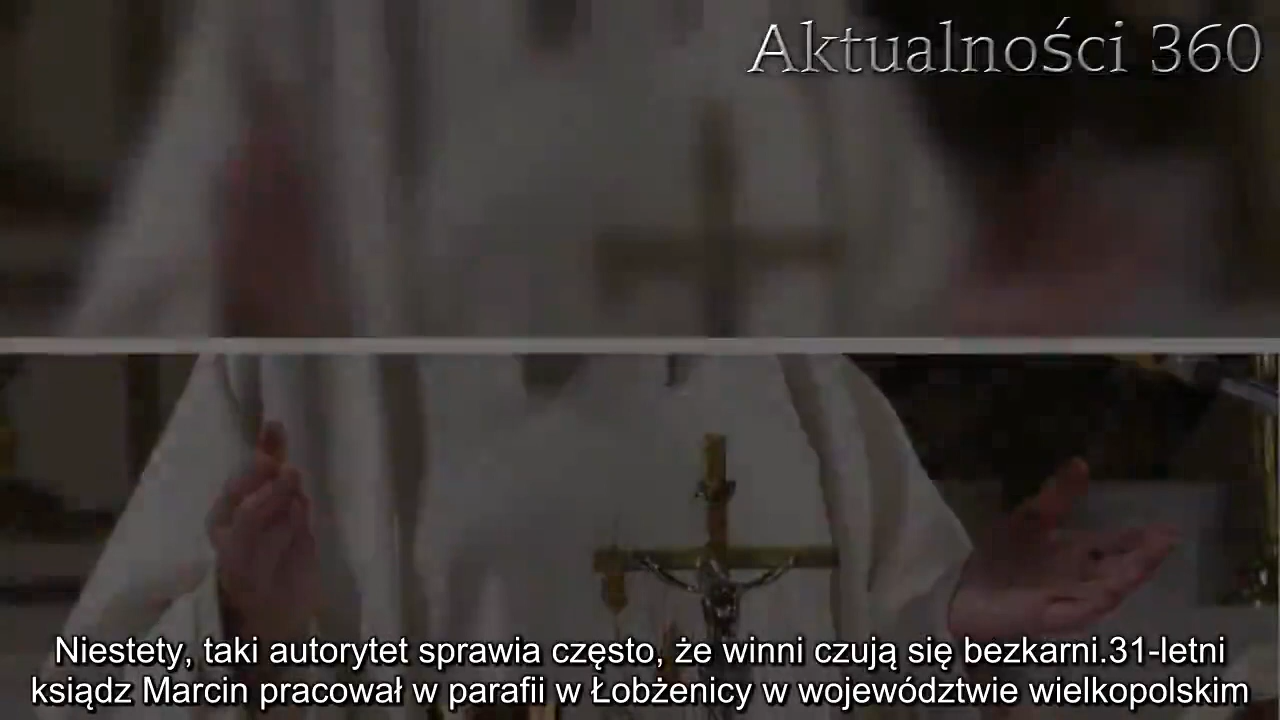 Aktualności 360
Niestety, taki autorytet sprawia często, że winni czują się bezkarni.31-letni
ksiądz Marcin pracował w parafii w Łobżenicy w województwie wielkopolskim